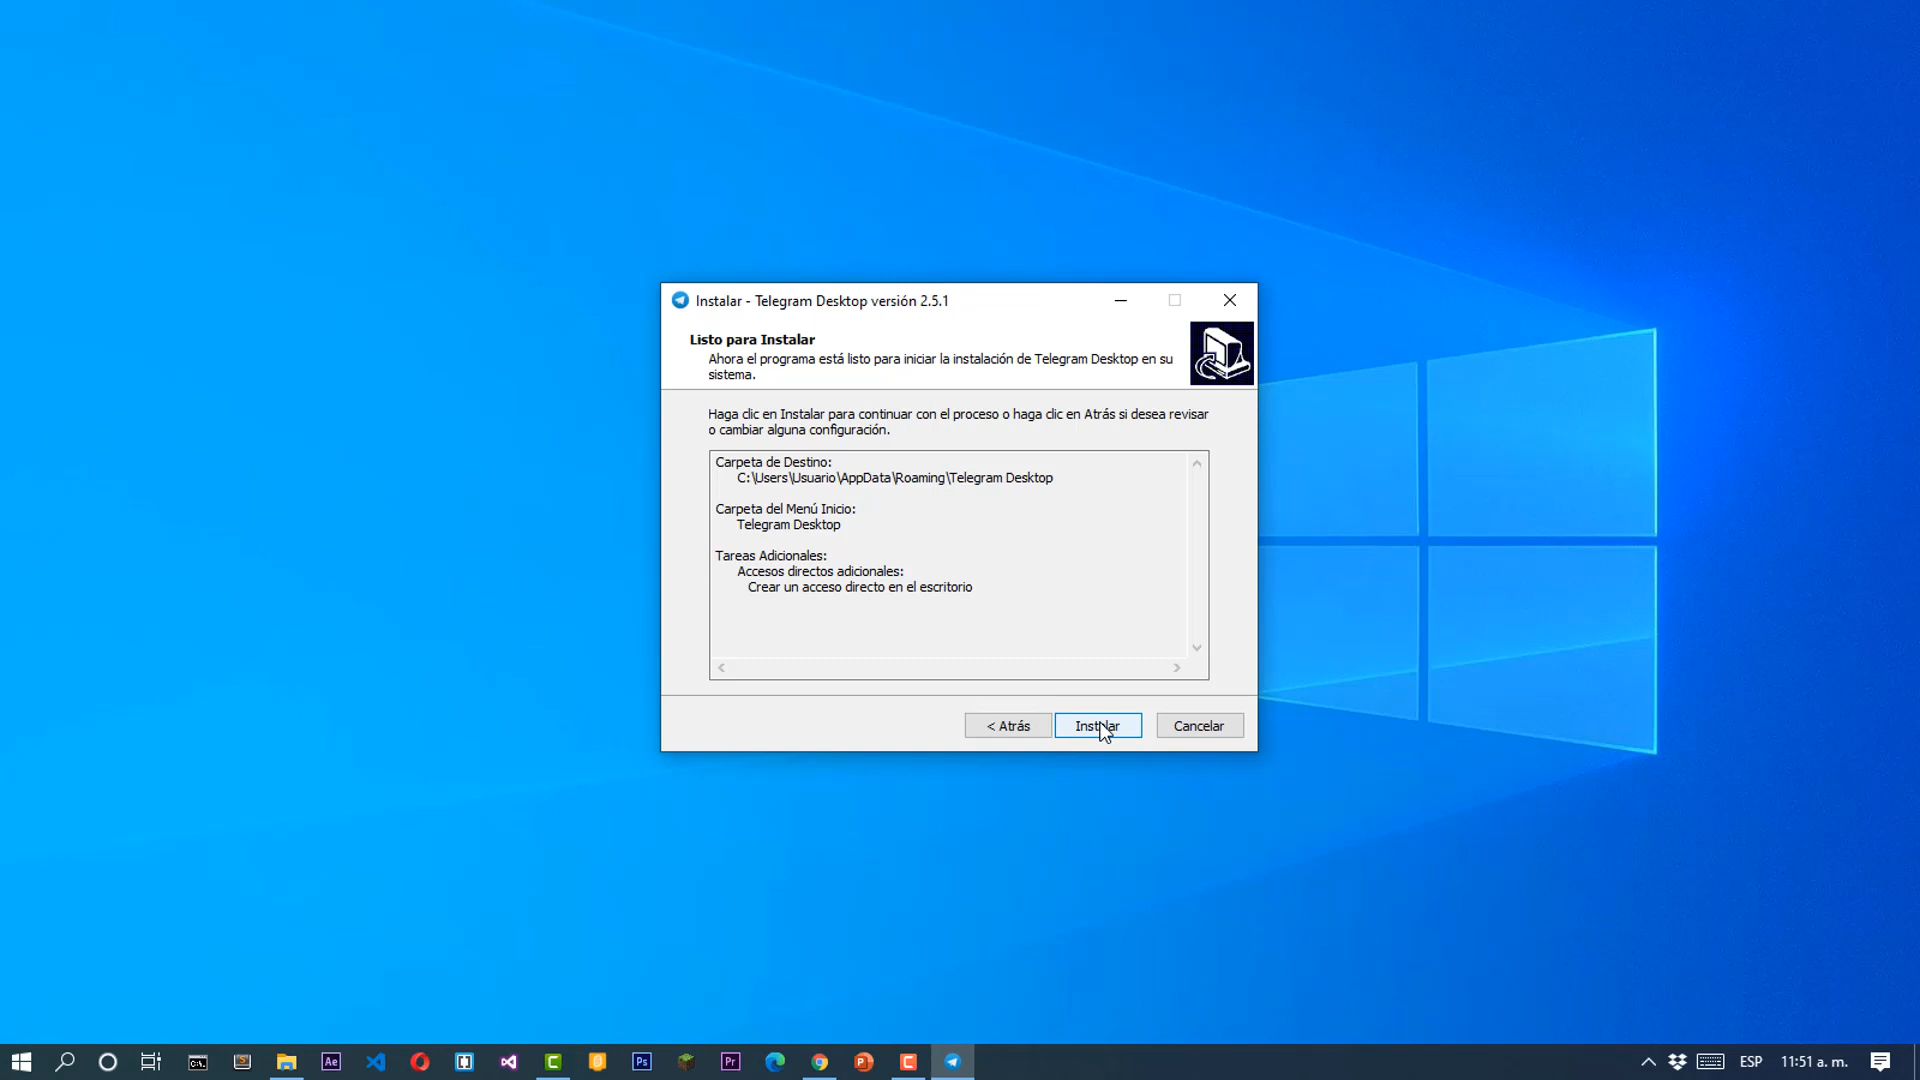 Instalar - Telegram Desktop versión 2.5.1
Listo para Instalar
Ahora el programa está listo para iniciar la instalación de Telegram Desktop en su
sistema.
Haga clic en Instalar para continuar con el proceso o haga clic en Atrás si desea revisar
o cambiar alguna configuración.
Carpeta de Destino:
C:\Users\Usuario\AppData\Roaming\Telegram Desktop
Carpeta del Menú Inicio:
Telegram Desktop
Tareas Adicionales:
Accesos directos adicionales:
Crear un acceso directo en el escritorio
< Atrás
Instalar
Cancelar
C:\.
S
Ae
C
Ps
Pr
P
C
ESP
11:51 a. m.